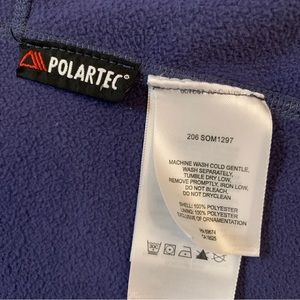 POLARTEC
206 SOM1297
MACHINE WASH COLD GENTLE,
WASH SEPARATELY,
TUMBLE DRY LOW,
REMOVE PROMPTLY, IRON LOW,
DO NOT BLEACH,
DO NOT DRYCLEAN
SHELL: 100% POLYESTER
LINING: 100% POLYESTER
EXCLUSIVE OF ORNAMENTATION